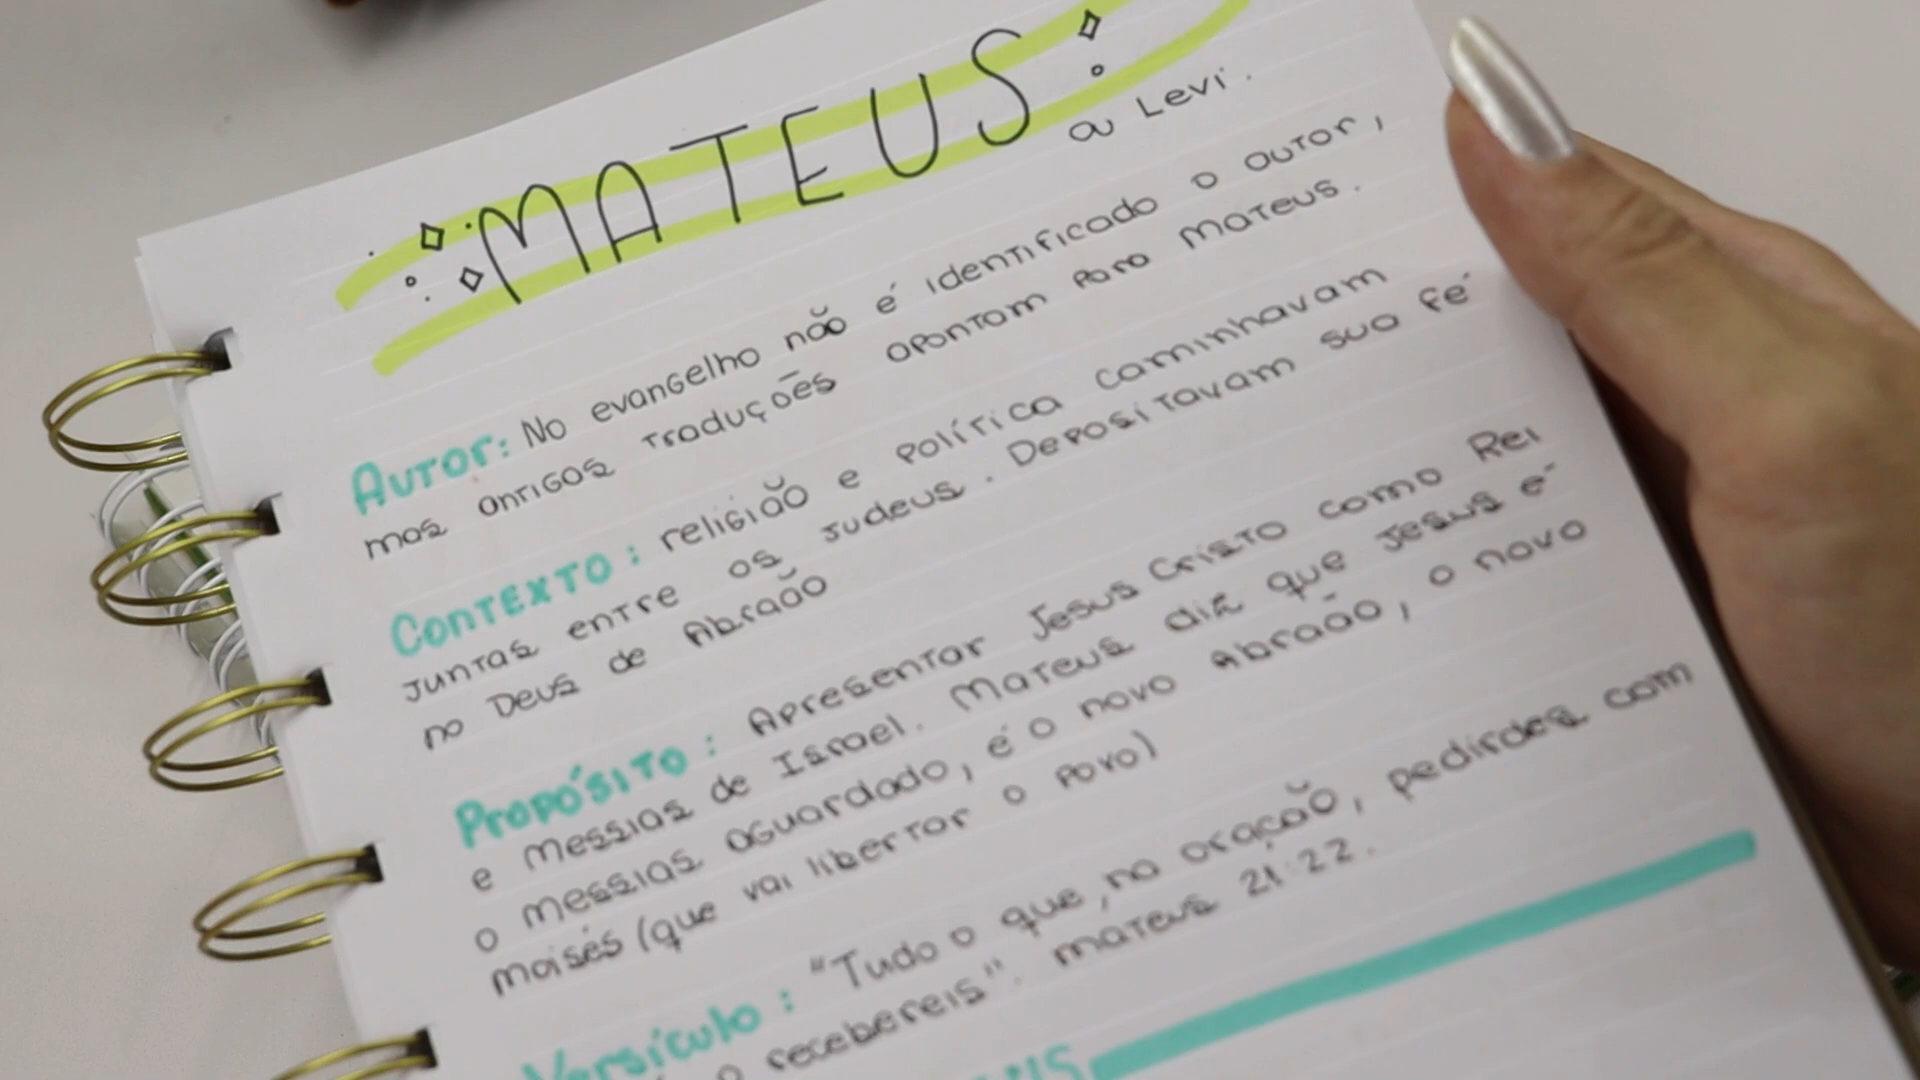 MATEUS
ou Levi.
Autor: No evangelho não é identificado o autor,
mas antigas traduções apontam para Mateus.
Contexto: religião e política caminhavam
juntas entre os judeus. Depositavam sua fé
no Deus de Abraão
Propósito: Apresentar Jesus Cristo como Rei
e messias de Israel. Mateus diz que Jesus é
o messias aguardado, é o novo Abraão, o novo
moisés (que vai libertar o povo)
Versículo: "Tudo o que, na oração, pedirdes com
o recebereis". mateus 21:22.